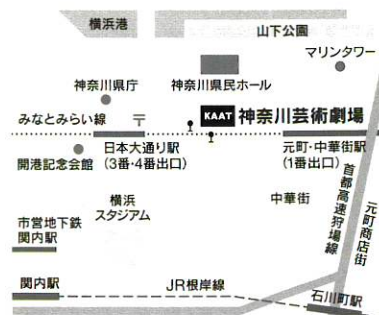 横浜港
山下公園
マリンタワー
神奈川県庁
神奈川県民ホール
みなとみらい線
〒
KAAT 神奈川芸術劇場
開港記念会館
日本大通り駅
(3番・4番出口)
元町・中華街駅
(1番出口)
横浜
スタジアム
中華街
首都高速狩場線
元町商店街
市営地下鉄
関内駅
関内駅
JR根岸線
石川町駅